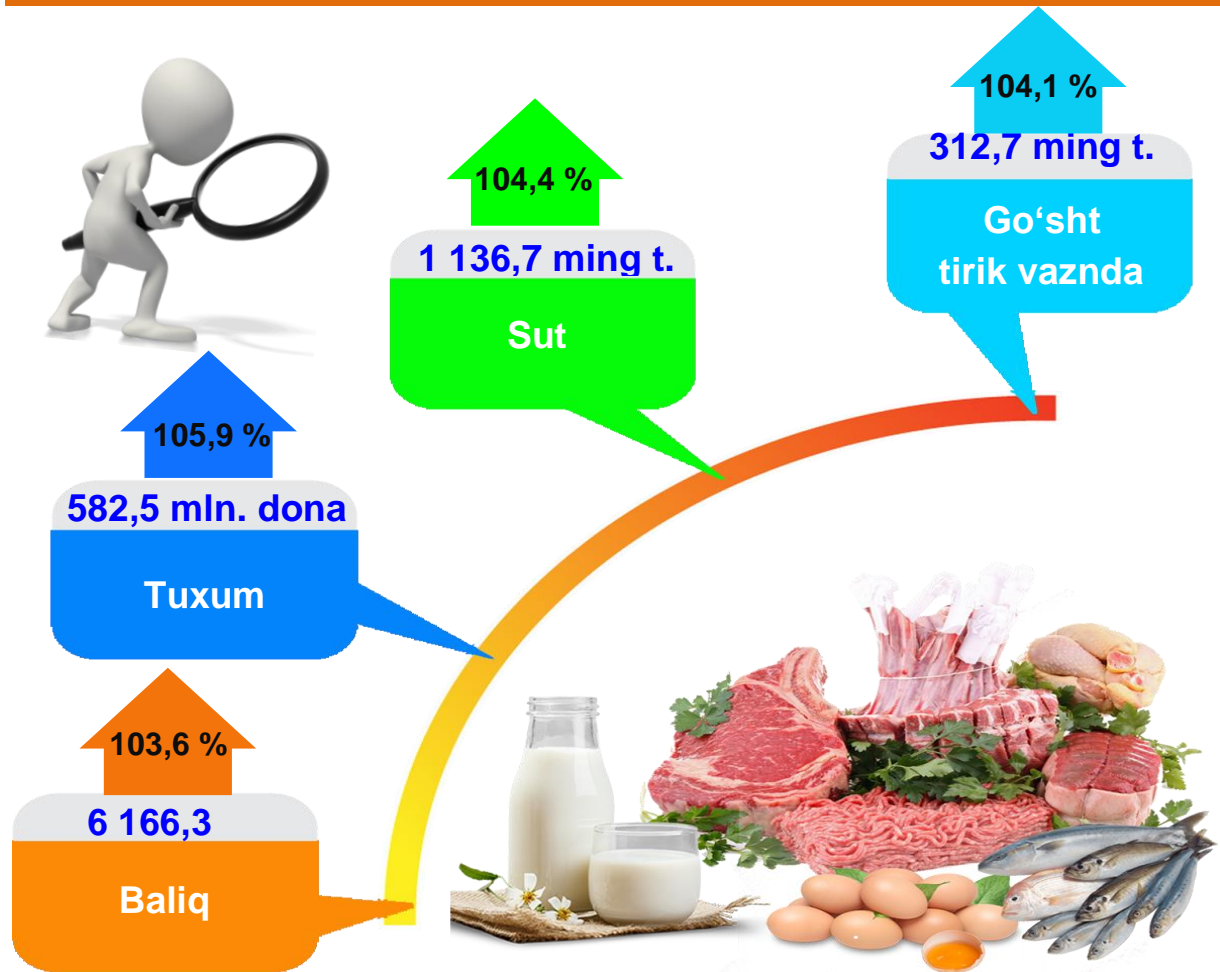 104,1 %
312,7 ming t.
Go‘sht
tirik vaznda
104,4 %
1 136,7 ming t.
Sut
105,9 %
582,5 mln. dona
Tuxum
103,6 %
6 166,3
Baliq